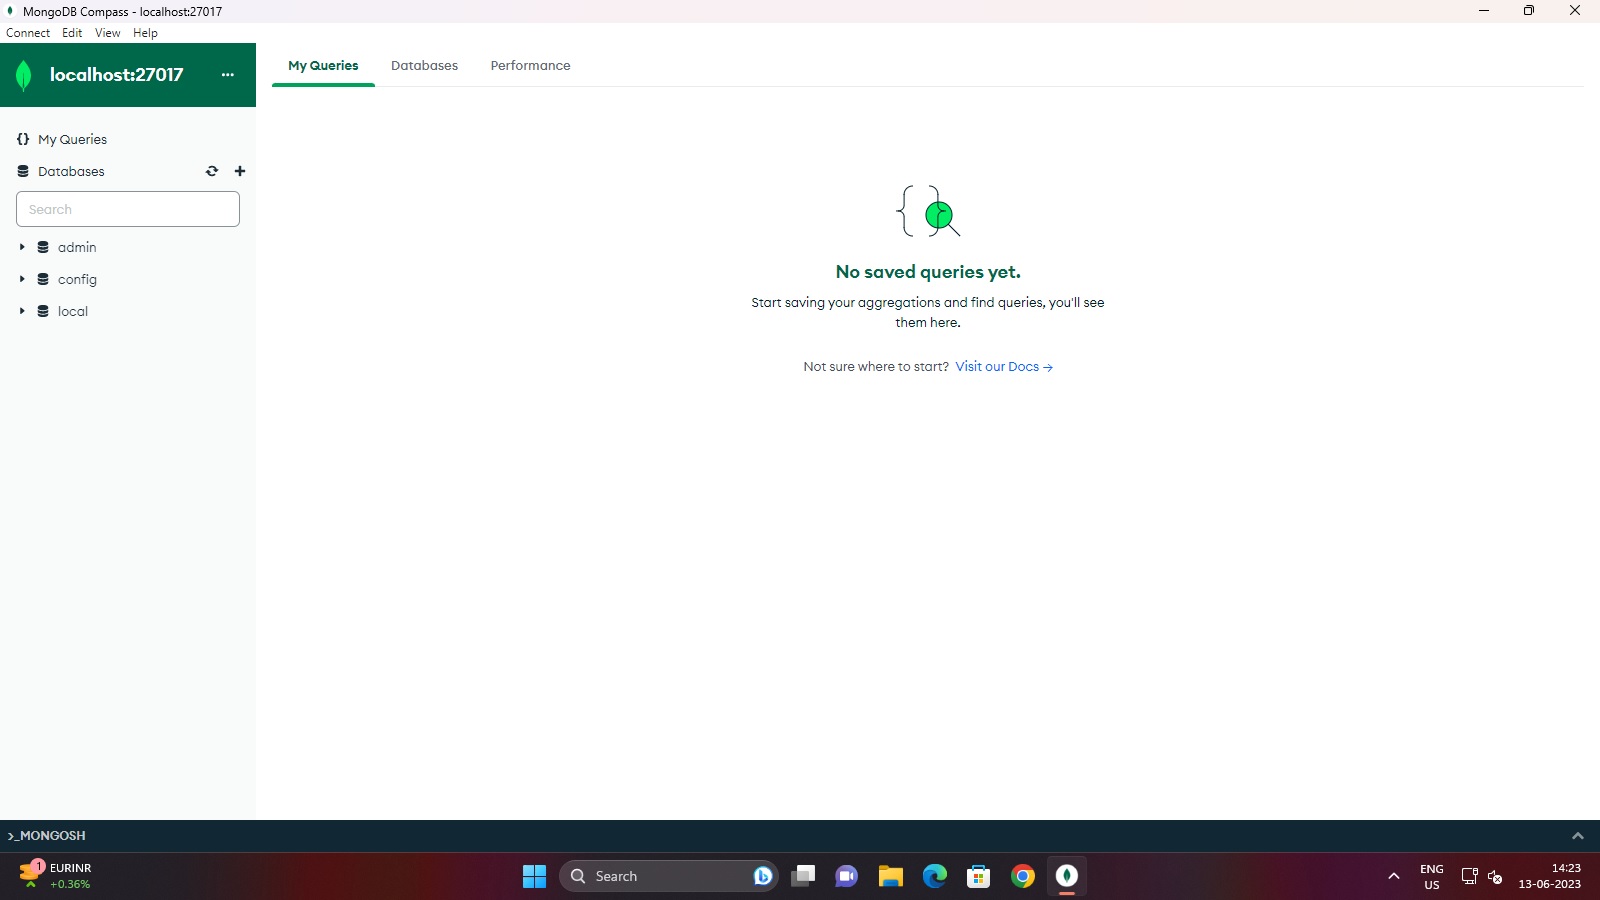 MongoDB Compass - localhost:27017
Connect Edit View Help
localhost:27017 ...
My Queries Databases Performance
{} My Queries
Databases
Search
admin
config
local
No saved queries yet.
Start saving your aggregations and find queries, you'll see
them here.
Not sure where to start? Visit our Docs →
>_MONGOSH
1
EURINR
+0.36%
Search
ENG
US
14:23
13-06-2023